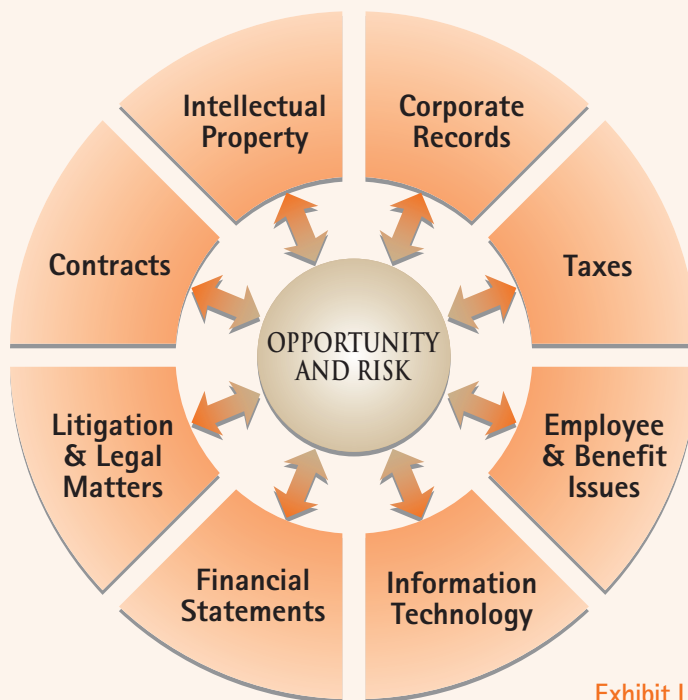 Intellectual
Property
Corporate
Records
Contracts
Taxes
OPPORTUNITY
AND RISK
Litigation
& Legal
Matters
Employee
& Benefit
Issues
Financial
Statements
Information
Technology
Exhibit I